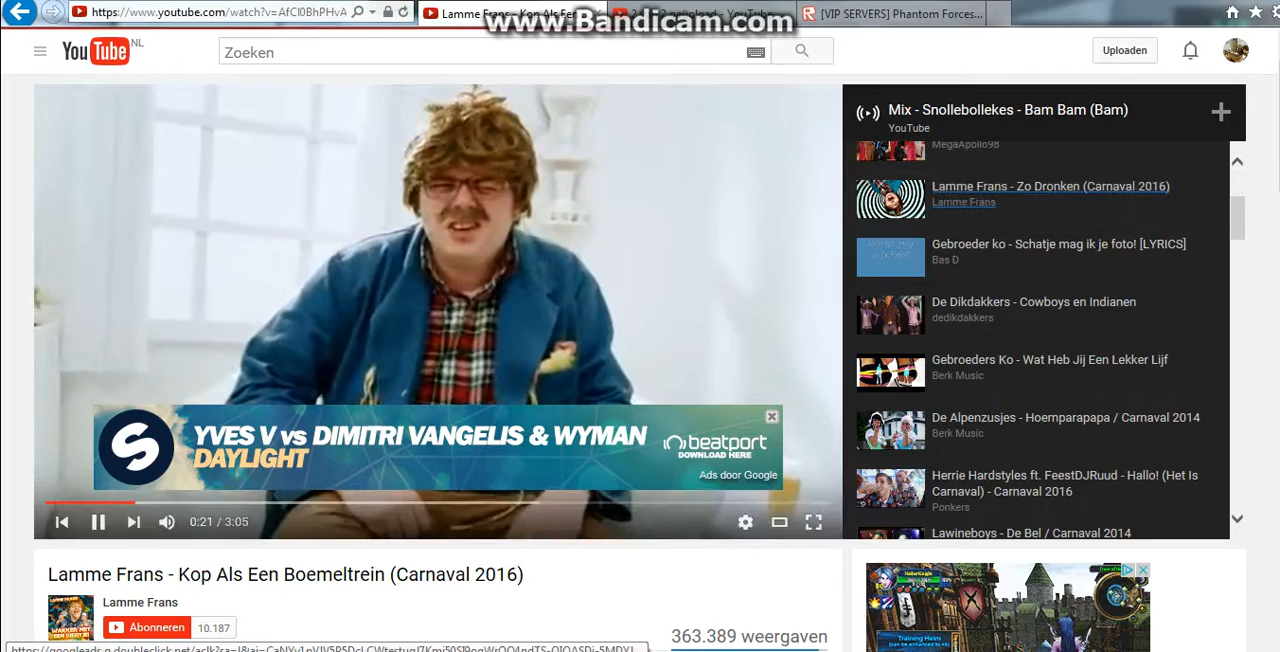 https://www.youtube.com/watch?v=AfCl0BhPHvA
Lamme Frans - Kop Als Een
YouTube
[VIP SERVERS] Phantom Forces...
www.Bandicam.com
YouTube NL
Zoeken
Uploaden
Mix - Snollebollekes - Bam Bam (Bam)
YouTube
MegaApollo98
Lamme Frans - Zo Dronken (Carnaval 2016)
Lamme Frans
Gebroeder ko - Schatje mag ik je foto! [LYRICS]
Bas D
De Dikdakkers - Cowboys en Indianen
dedikdakkers
Gebroeders Ko - Wat Heb Jij Een Lekker Lijf
Berk Music
De Alpenzusjes - Hoemparapapa / Carnaval 2014
Berk Music
Herrie Hardstyles ft. FeestDJRuud - Hallo! (Het Is
Carnaval) - Carnaval 2016
Ponkers
Lawineboys - De Bel / Carnaval 2014
YVES V vs DIMITRI VANGELIS & WYMAN
DAYLIGHT
beatport
DOWNLOAD HERE
Ads door Google
0:21 / 3:05
Lamme Frans - Kop Als Een Boemeltrein (Carnaval 2016)
Lamme Frans
Abonneren 10.187
363.389 weergaven
LAMME FRANS
Training Helm